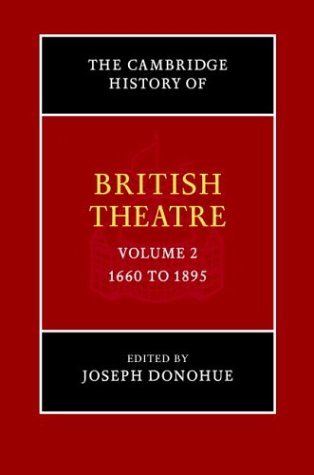 THE CAMBRIDGE
HISTORY OF
BRITISH
THEATRE
VOLUME 2
1660 TO 1895
EDITED BY
JOSEPH DONOHUE